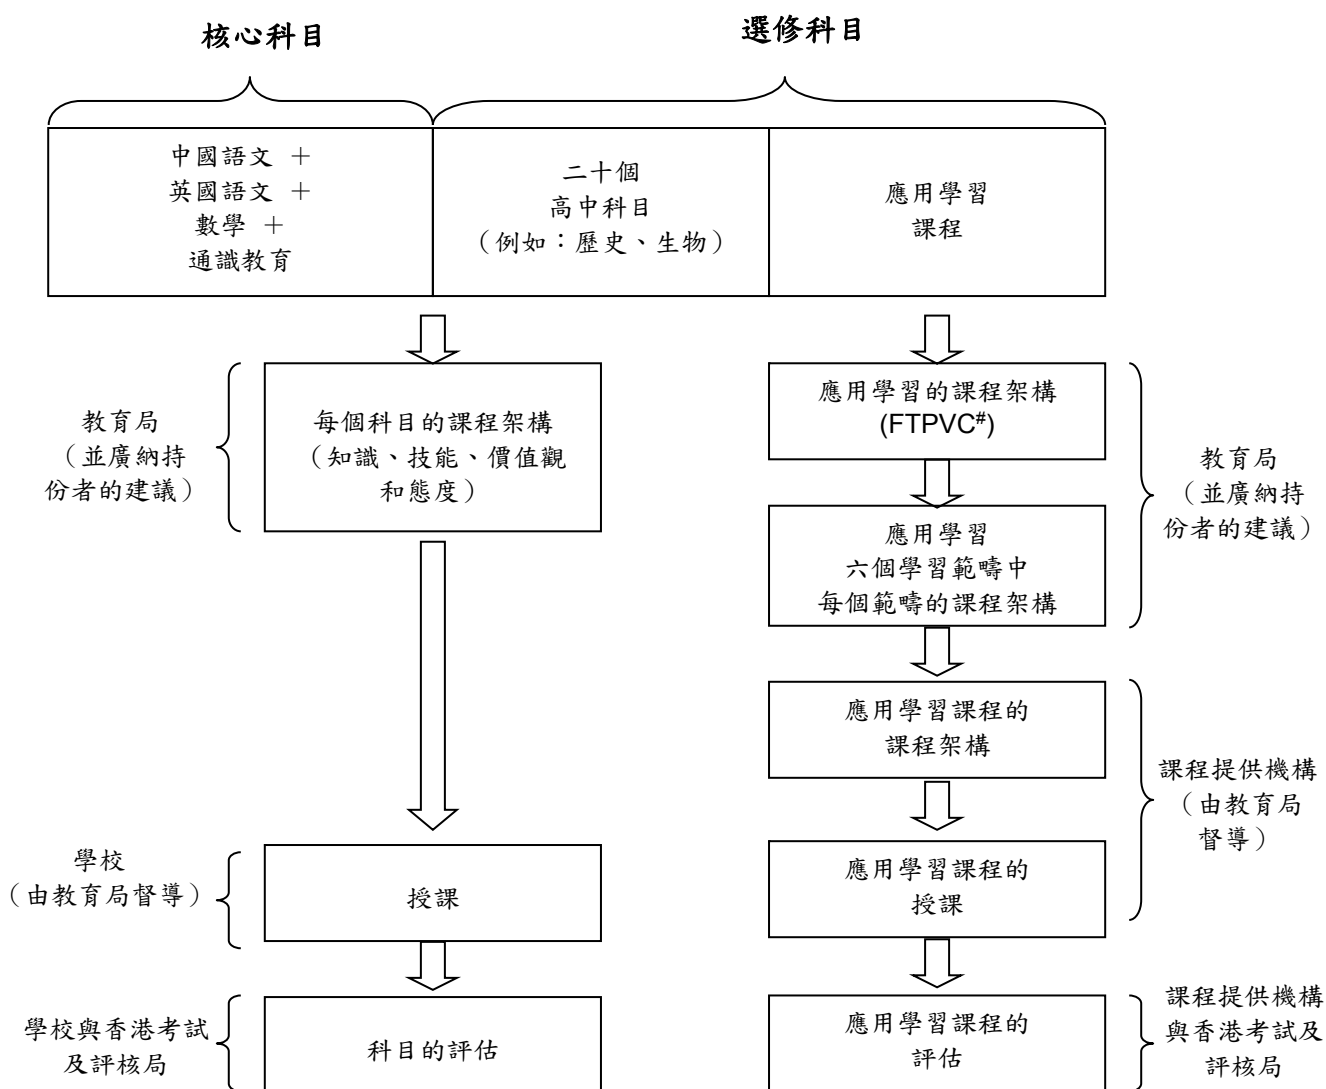 核心科目
選修科目
中國語文 ＋
英國語文 ＋
數學 ＋
通識教育
二十個
高中科目
（例如：歷史、生物）
應用學習
課程
教育局
（並廣納持
份者的建議）
每個科目的課程架構
（知識、技能、價值觀
和態度）
應用學習的課程架構
(FTPVC#)
應用學習
六個學習範疇中
每個範疇的課程架構
教育局
（並廣納持
份者的建議）
應用學習課程的
課程架構
課程提供機構
（由教育局
督導）
學校
（由教育局督導）
授課
應用學習課程的
授課
學校與香港考試
及評核局
科目的評估
應用學習課程的
評估
課程提供機構
與香港考試及
評核局